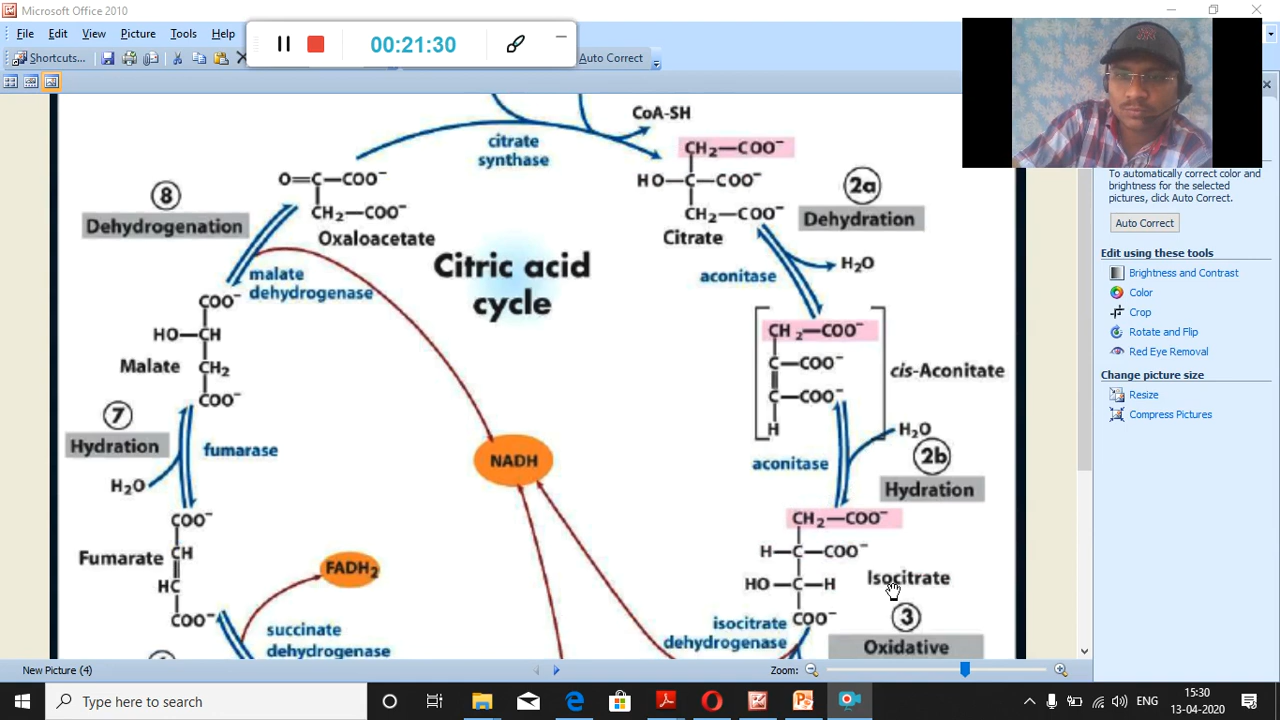 Microsoft Office 2010
File Edit View Picture Tools Help
00:21:30
Shortcuts...
Auto Correct
CoA-SH
citrate
synthase
CH2—COO−
HO—C—COO−
CH2—COO−
Citrate
2a
Dehydration
O=C—COO−
CH2—COO−
Oxaloacetate
8
Dehydrogenation
Citric acid
cycle
aconitase
H2O
malate
dehydrogenase
COO−
HO—CH
Malate
CH2
COO−
CH2—COO−
C—COO−
C—COO−
H
cis-Aconitate
7
Hydration
fumarase
H2O
NADH
aconitase
H2O
2b
Hydration
COO−
Fumarate
CH
HC
COO−
FADH2
CH2—COO−
H—C—COO−
HO—C—H
COO−
Isocitrate
3
Oxidative
succinate
dehydrogenase
isocitrate
dehydrogenase
To automatically correct color and
brightness for the selected
pictures, click Auto Correct.
Auto Correct
Edit using these tools
Brightness and Contrast
Color
Crop
Rotate and Flip
Red Eye Removal
Change picture size
Resize
Compress Pictures
New Picture (4)
Zoom:
Type here to search
ENG
15:30
13-04-2020